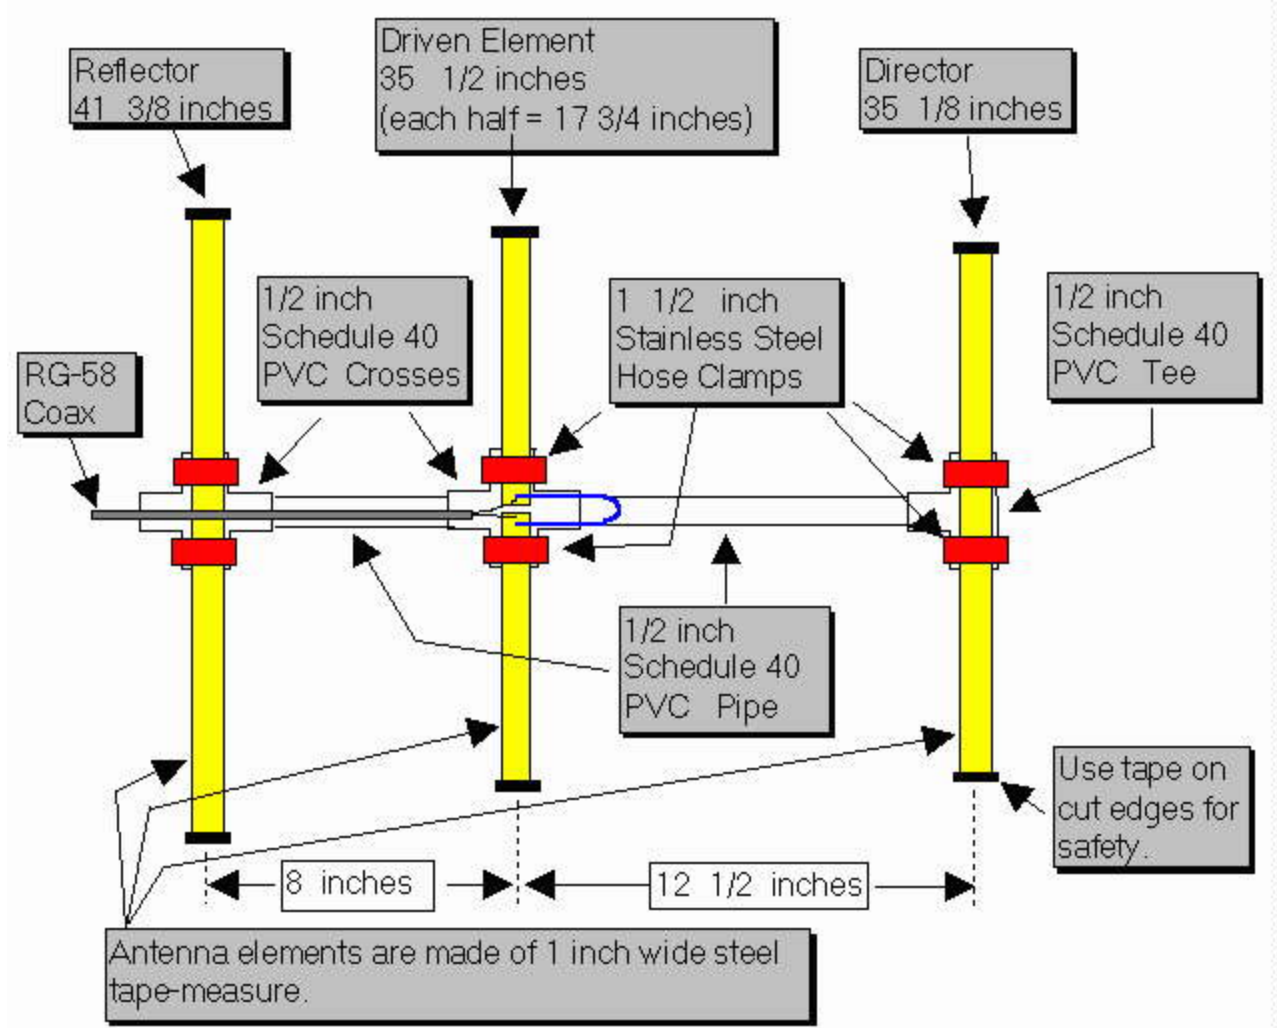 Reflector
41 3/8 inches
Driven Element
35 1/2 inches
(each half = 17 3/4 inches)
Director
35 1/8 inches
RG-58
Coax
1/2 inch
Schedule 40
PVC Crosses
1 1/2 inch
Stainless Steel
Hose Clamps
1/2 inch
Schedule 40
PVC Tee
1/2 inch
Schedule 40
PVC Pipe
Use tape on
cut edges for
safety.
8 inches
12 1/2 inches
Antenna elements are made of 1 inch wide steel
tape-measure.